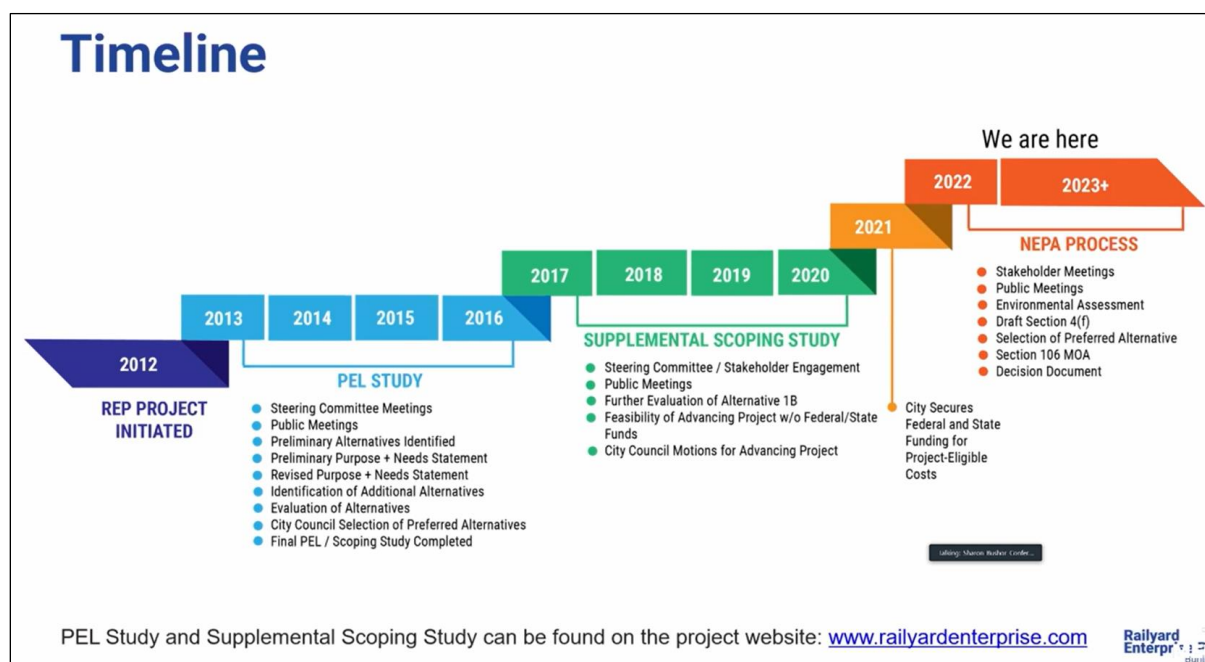 Timeline
We are here
2022
2023+
2021
NEPA PROCESS
Stakeholder Meetings
Public Meetings
Environmental Assessment
Draft Section 4(f)
Selection of Preferred Alternative
Section 106 MOA
Decision Document
2017
2018
2019
2020
2013
2014
2015
2016
SUPPLEMENTAL SCOPING STUDY
Steering Committee / Stakeholder Engagement
Public Meetings
Further Evaluation of Alternative 1B
Feasibility of Advancing Project w/o Federal/State
Funds
City Council Motions for Advancing Project
2012
REP PROJECT
INITIATED
PEL STUDY
Steering Committee Meetings
Public Meetings
Preliminary Alternatives Identified
Preliminary Purpose + Needs Statement
Revised Purpose + Needs Statement
Identification of Additional Alternatives
Evaluation of Alternatives
City Council Selection of Preferred Alternatives
Final PEL / Scoping Study Completed
City Secures
Federal and State
Funding for
Project-Eligible
Costs
Talking: Sharon Bushor Confer...
PEL Study and Supplemental Scoping Study can be found on the project website: www.railyardenterprise.com
Railyard
Enterpr